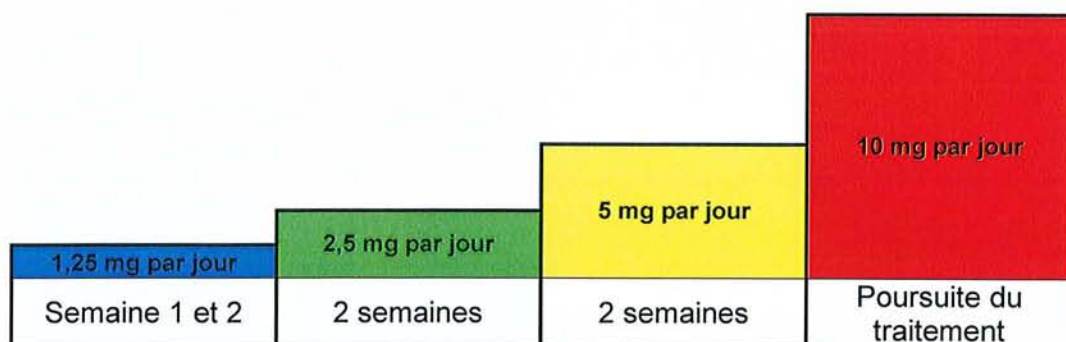 1,25 mg par jour
2,5 mg par jour
5 mg par jour
10 mg par jour
Semaine 1 et 2
2 semaines
2 semaines
Poursuite du
traitement